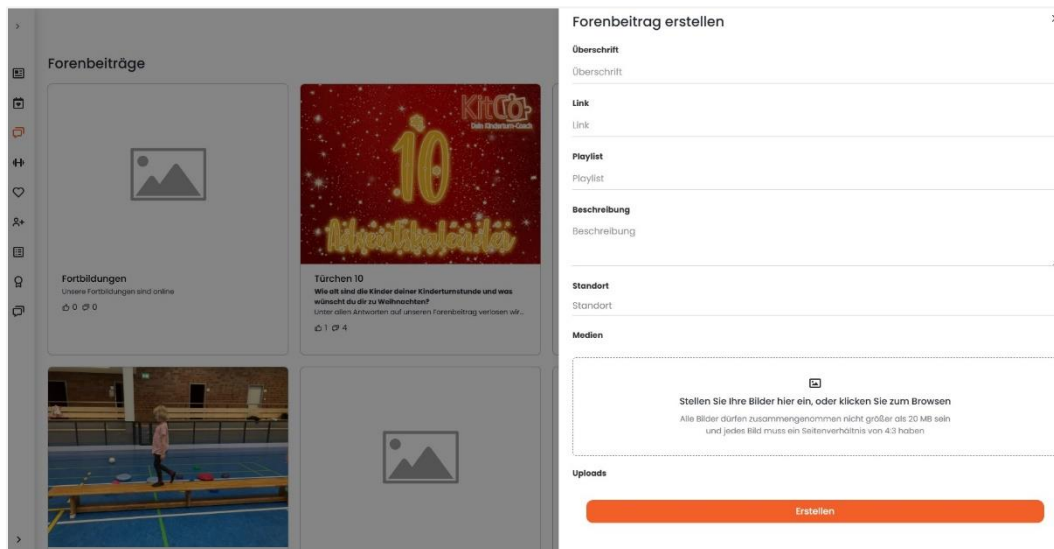 Forenbeiträge
Fortbildungen
Unsere Fortbildungen sind online
0 0
KitCo
Dein Kinderturn-Coach
10
Adventskalender
Türchen 10
Wie alt sind die Kinder deiner Kinderturnstunde und was
wünscht du dir zu Weihnachten?
Unter allen Antworten auf unseren Forenbeitrag verlosen wir...
1 4
Forenbeitrag erstellen
Überschrift
Überschrift
Link
Link
Playlist
Playlist
Beschreibung
Beschreibung
Standort
Standort
Medien
Stellen Sie Ihre Bilder hier ein, oder klicken Sie zum Browsen
Alle Bilder dürfen zusammengenommen nicht größer als 20 MB sein
und jedes Bild muss ein Seitenverhältnis von 4:3 haben
Uploads
Erstellen